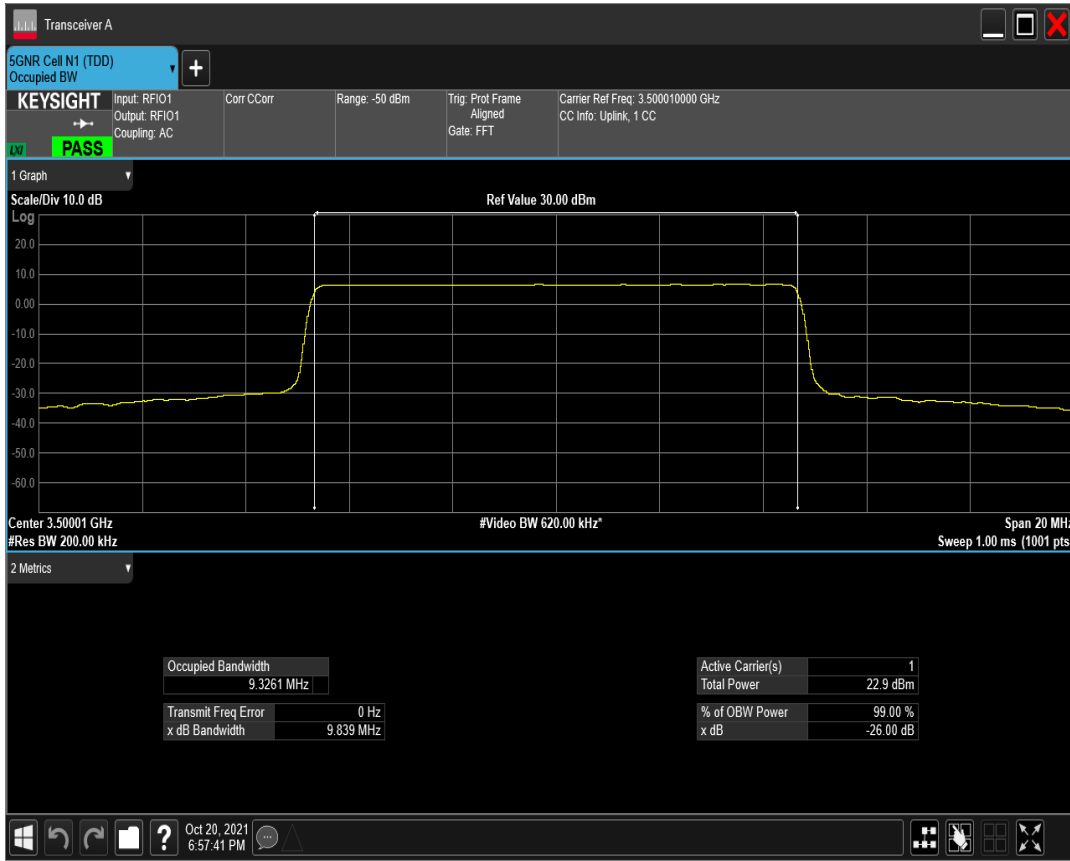 Transceiver A
5GNR Cell N1 (TDD)
Occupied BW
+
KEYSIGHT
LXI
PASS
Input: RFIO1
Output: RFIO1
Coupling: AC
Corr CCorr
Range: -50 dBm
Trig: Prot Frame
Aligned
Gate: FFT
Carrier Ref Freq: 3.500010000 GHz
CC Info: Uplink, 1 CC
1 Graph
Scale/Div 10.0 dB
Ref Value 30.00 dBm
Log
20.0
10.0
0.00
-10.0
-20.0
-30.0
-40.0
-50.0
-60.0
Center 3.50001 GHz
#Video BW 620.00 kHz*
Span 20 MHz
#Res BW 200.00 kHz
Sweep 1.00 ms (1001 pts
2 Metrics
Occupied Bandwidth
9.3261 MHz
Transmit Freq Error 0 Hz
x dB Bandwidth 9.839 MHz
Active Carrier(s) 1
Total Power 22.9 dBm
% of OBW Power 99.00 %
x dB -26.00 dB
?
Oct 20, 2021
6:57:41 PM